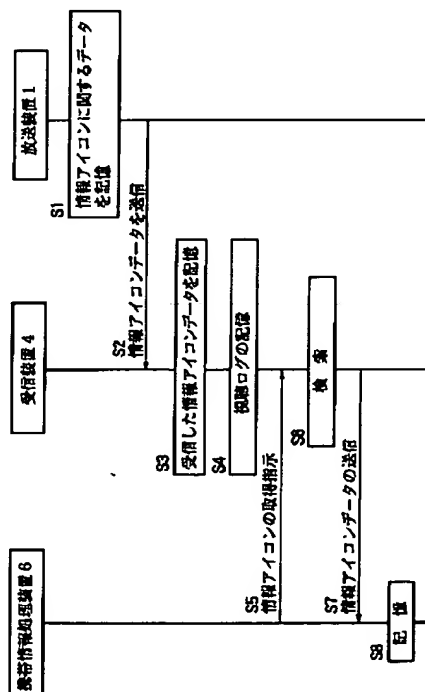 放送装置1
受信装置4
携帯情報処理装置6
S1
情報アイコンに関するデータ
を記憶
S2
情報アイコンデータを送信
S3
受信した情報アイコンデータを記憶
S4
視聴ログの記憶
S5
情報アイコンの取得指示
S6
検索
S7
情報アイコンデータの送信
S8
記憶